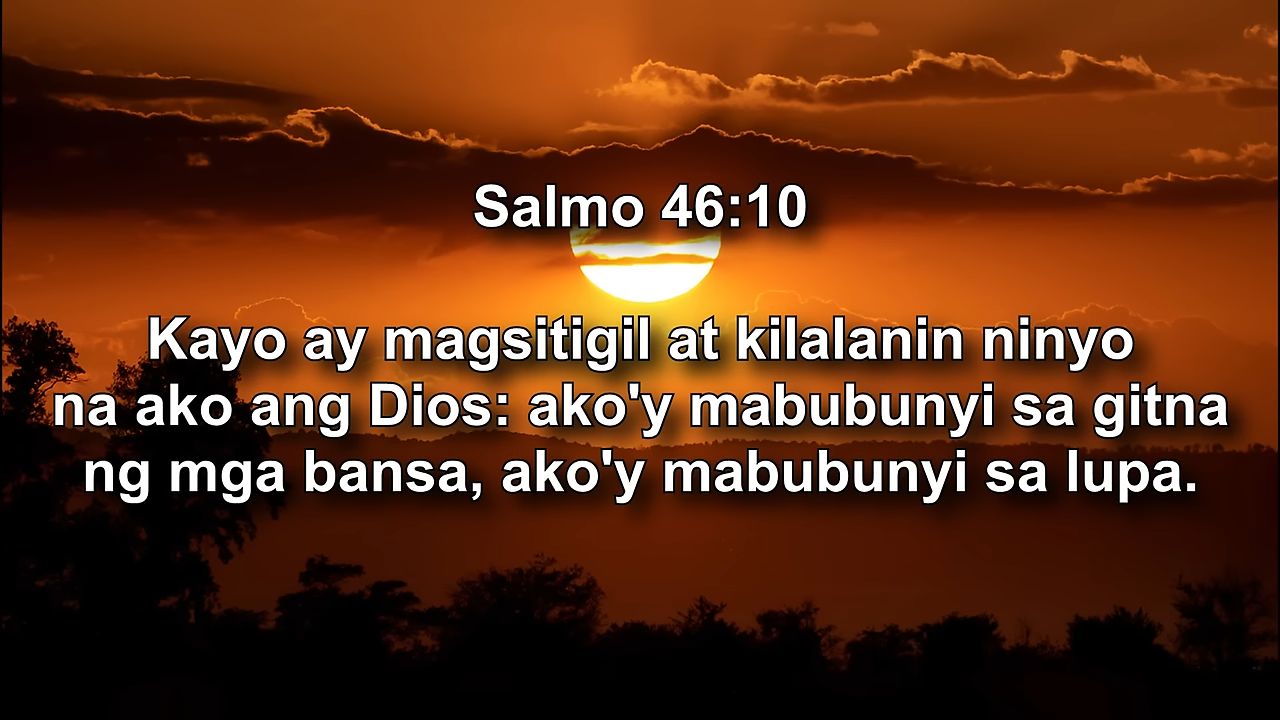 Salmo 46:10
Kayo ay magsitigil at kilalanin ninyo
na ako ang Dios: ako'y mabubunyi sa gitna
ng mga bansa, ako'y mabubunyi sa lupa.